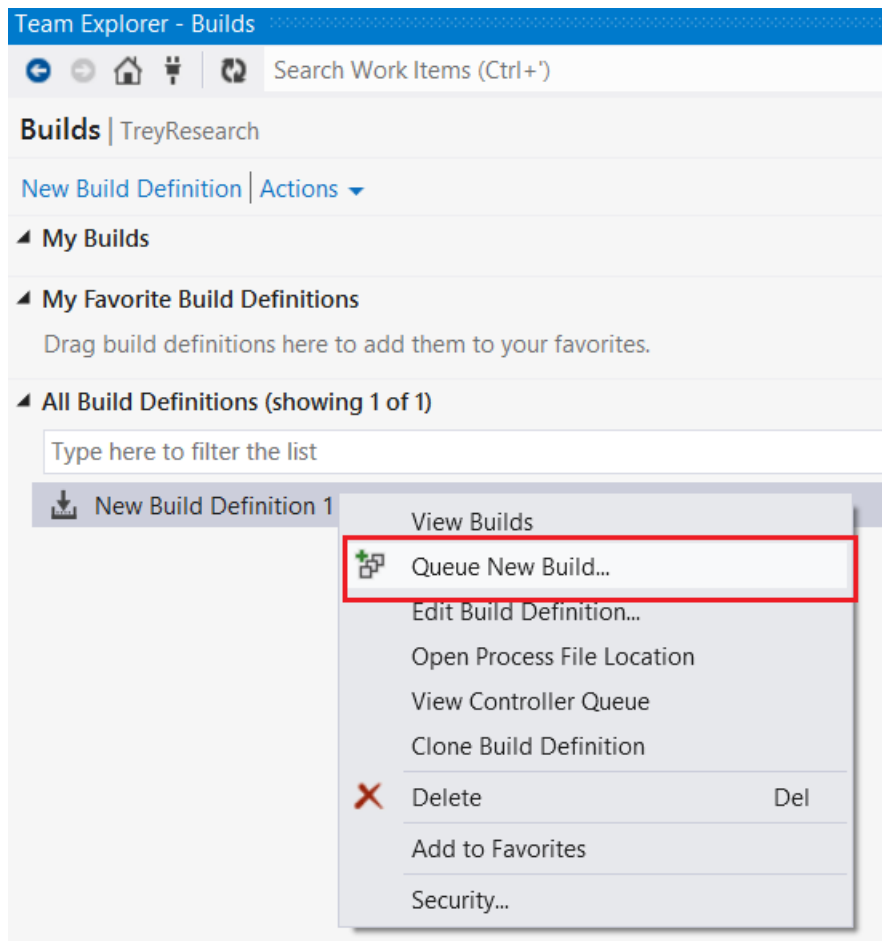 Team Explorer - Builds
Search Work Items (Ctrl+')
Builds | TreyResearch
New Build Definition | Actions
My Builds
My Favorite Build Definitions
Drag build definitions here to add them to your favorites.
All Build Definitions (showing 1 of 1)
Type here to filter the list
New Build Definition 1
View Builds
Queue New Build...
Edit Build Definition...
Open Process File Location
View Controller Queue
Clone Build Definition
Delete Del
Add to Favorites
Security...